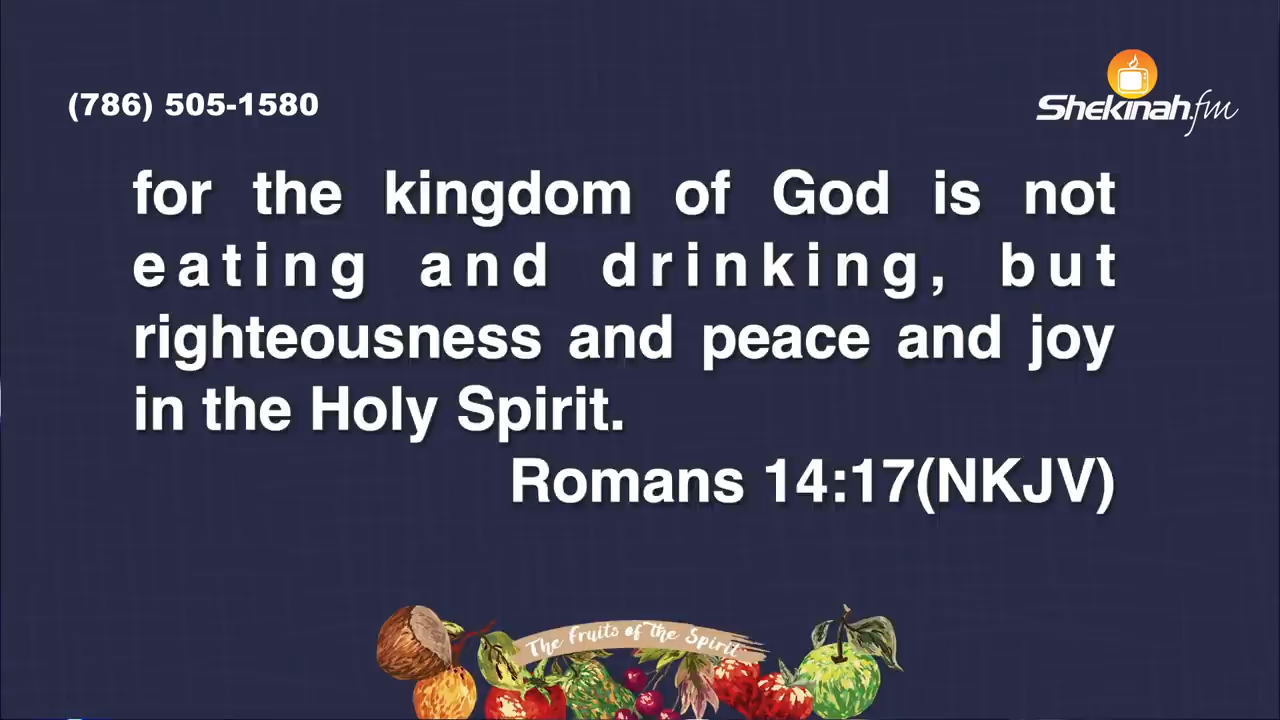 (786) 505-1580
Shekinah.fm
for the kingdom of God is not
eating and drinking, but
righteousness and peace and joy
in the Holy Spirit.
Romans 14:17(NKJV)
The Fruits of the Spirit